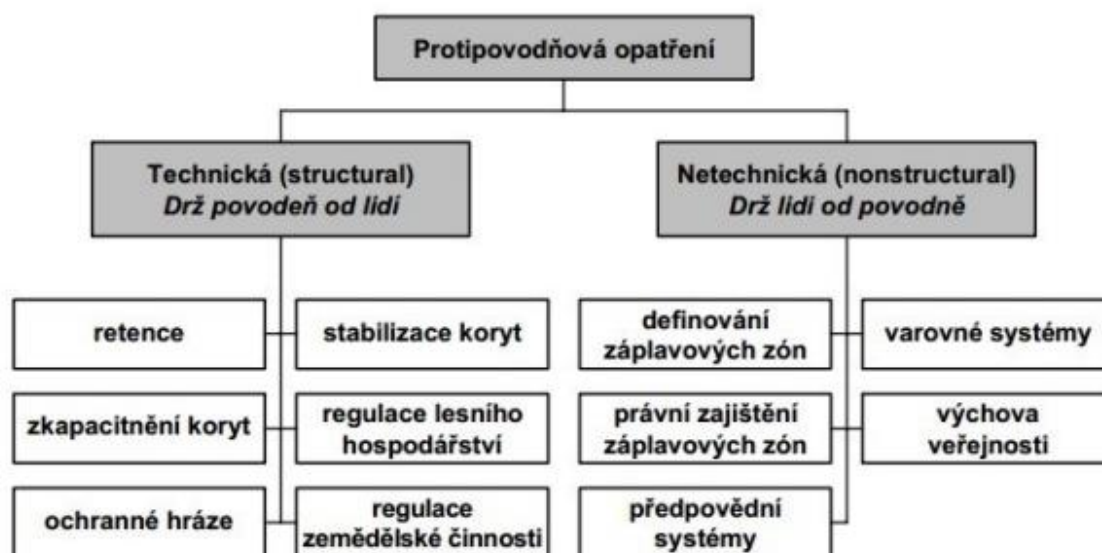 Protipovodňová opatření
Technická (structural)
Drž povodeň od lidí
Netechnická (nonstructural)
Drž lidi od povodně
retence
stabilizace koryt
zkapacitnění koryt
regulace lesního
hospodářství
ochranné hráze
regulace
zemědělské činnosti
definování
záplavových zón
varovné systémy
právní zajištění
záplavových zón
výchova
veřejnosti
předpovědní
systémy